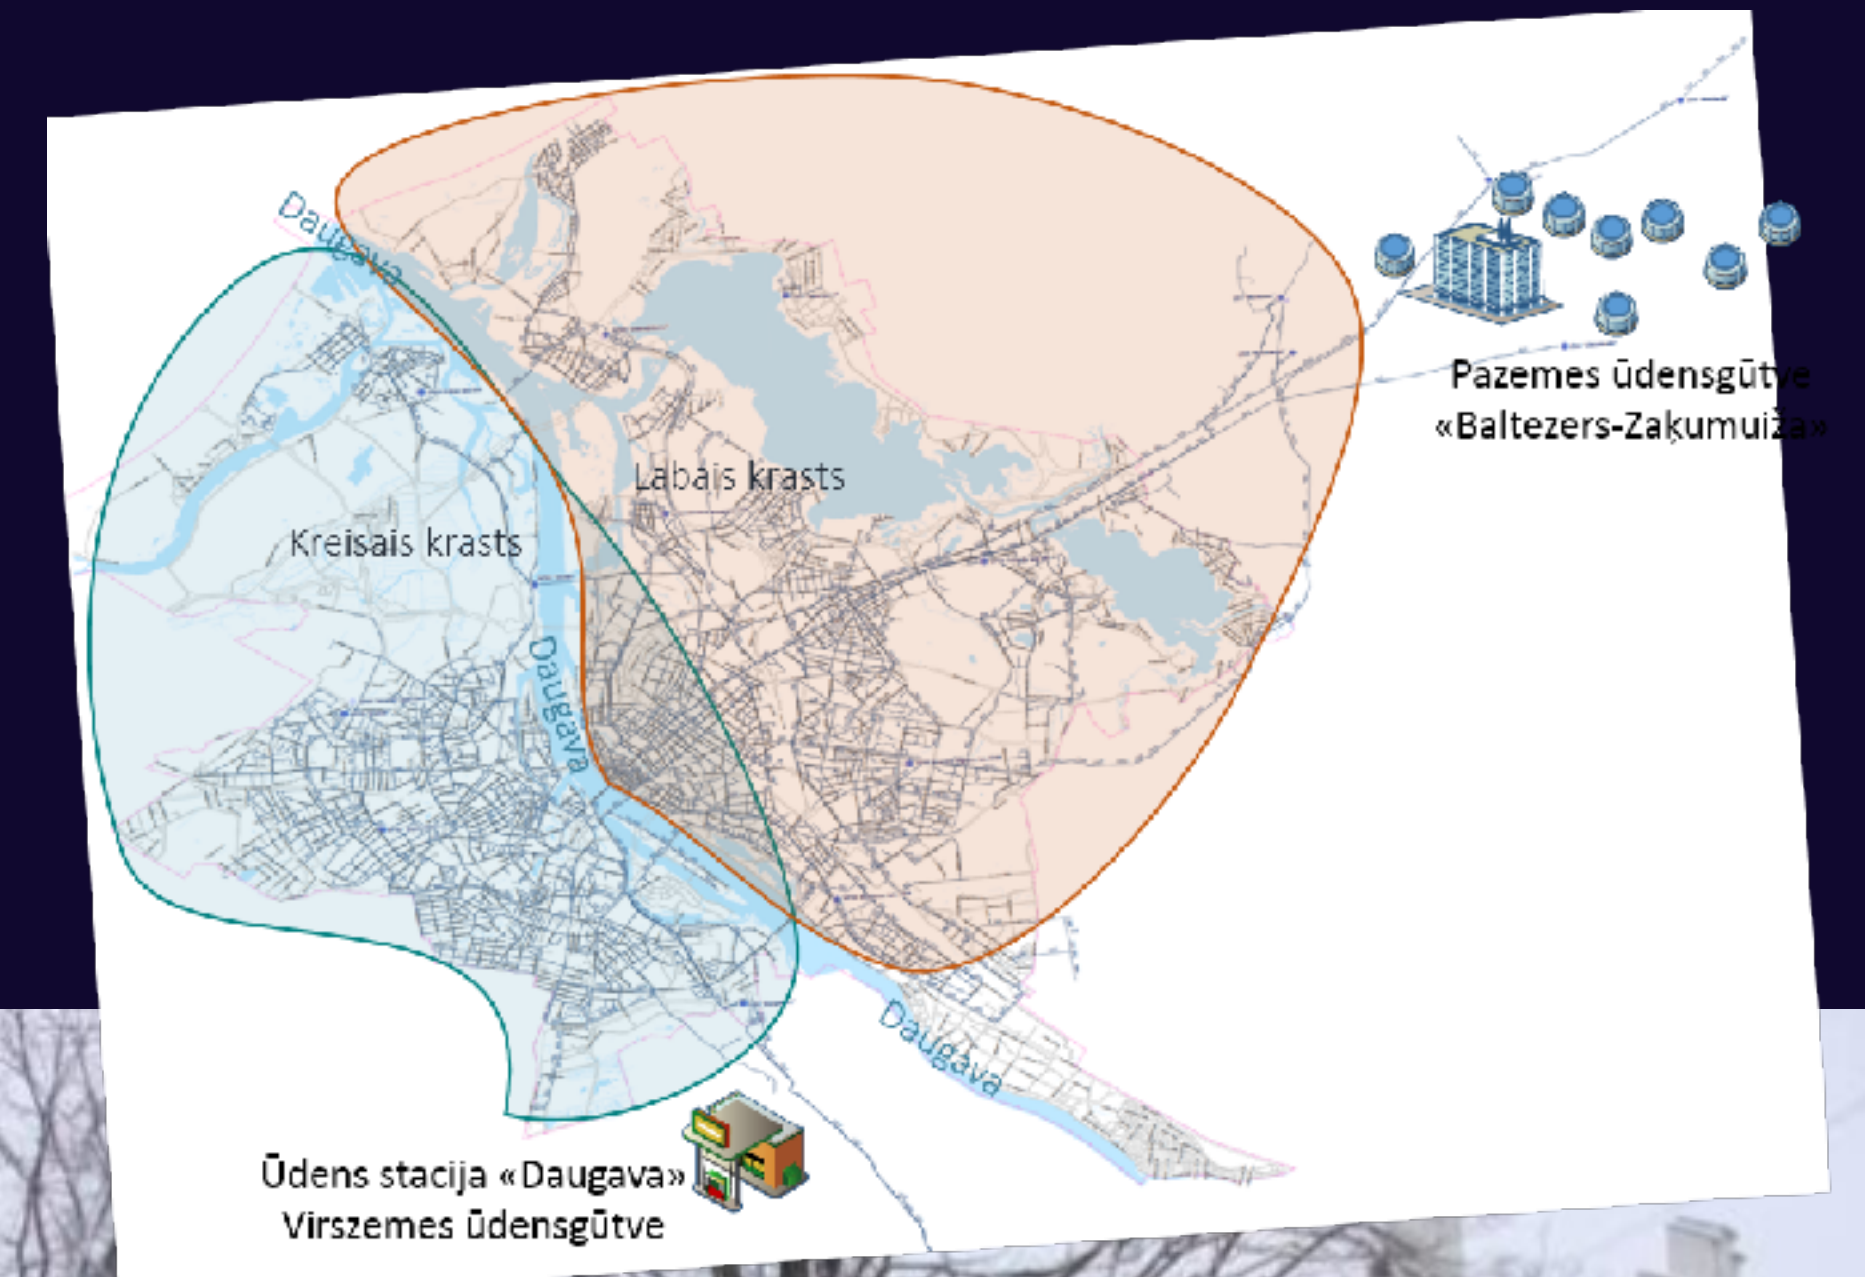 Daugava
Pazemes ūdensgūtve
«Baltezers-Zaķumuiža»
Labais krasts
Kreisais krasts
Daugava
Daugava
Ūdens stacija «Daugava»
Virszemes ūdensgūtve